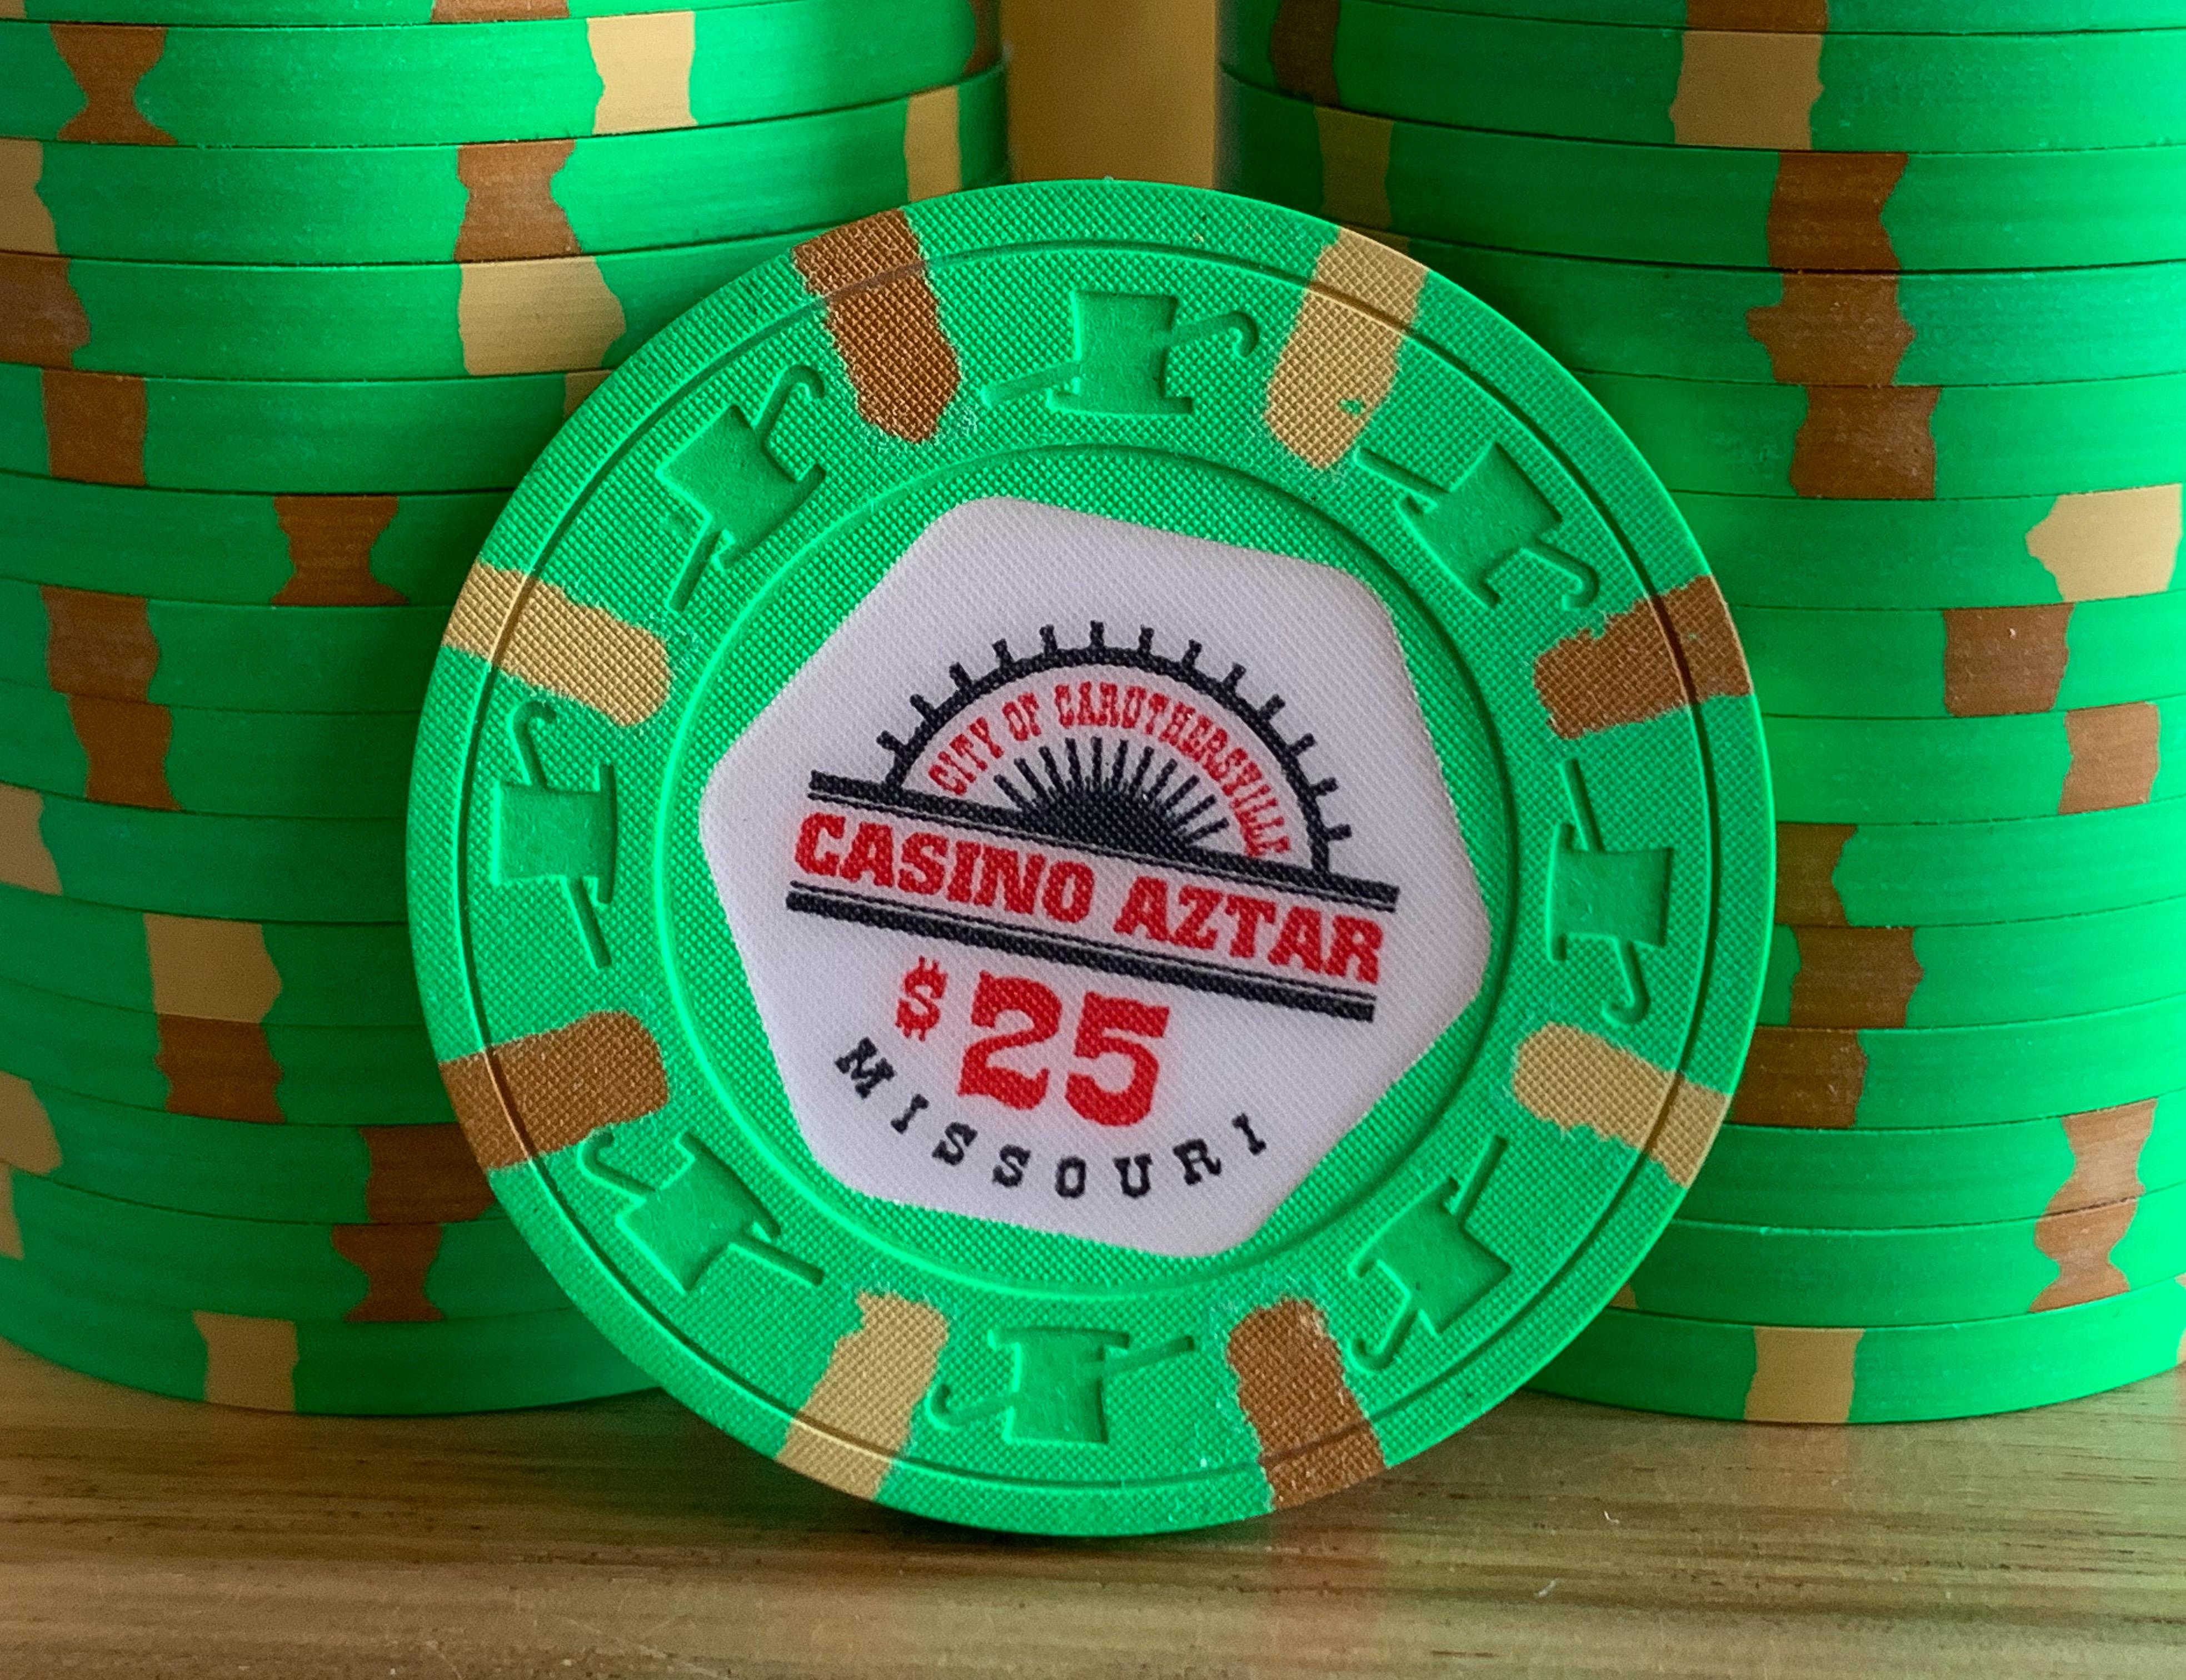 CITY OF CARUTHERSVILLE
CASINO AZTAR
$25
MISSOURI